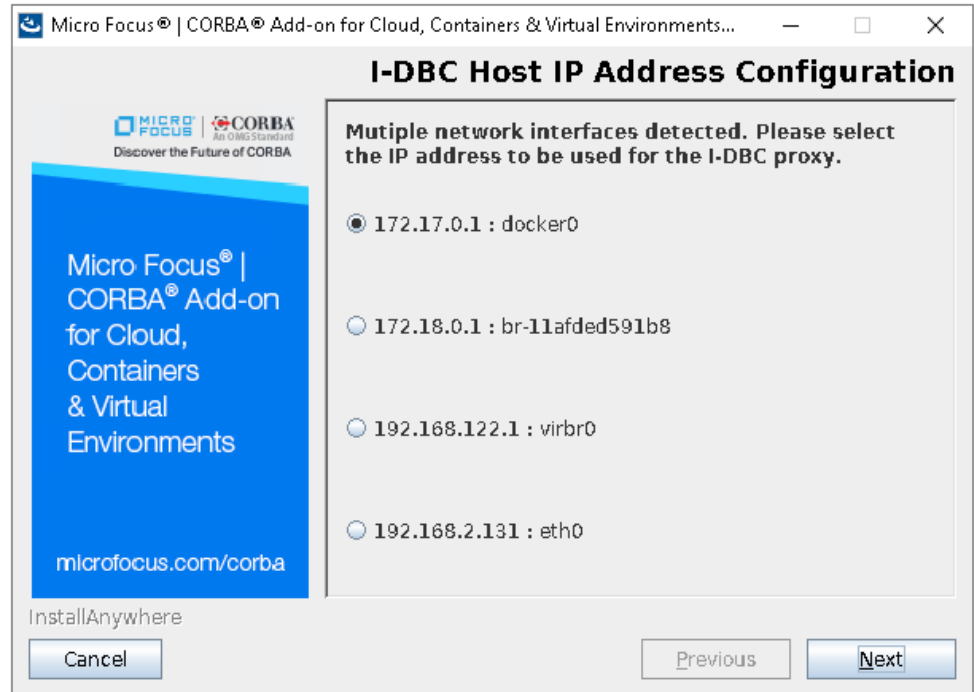 Micro Focus® | CORBA® Add-on for Cloud, Containers & Virtual Environments...
I-DBC Host IP Address Configuration
MICRO FOCUS | CORBA
An OMG Standard
Discover the Future of CORBA
Micro Focus® |
CORBA® Add-on
for Cloud,
Containers
& Virtual
Environments
microfocus.com/corba
Mutiple network interfaces detected. Please select
the IP address to be used for the I-DBC proxy.
172.17.0.1 : docker0
172.18.0.1 : br-11afded591b8
192.168.122.1 : virbr0
192.168.2.131 : eth0
InstallAnywhere
Cancel
Previous
Next